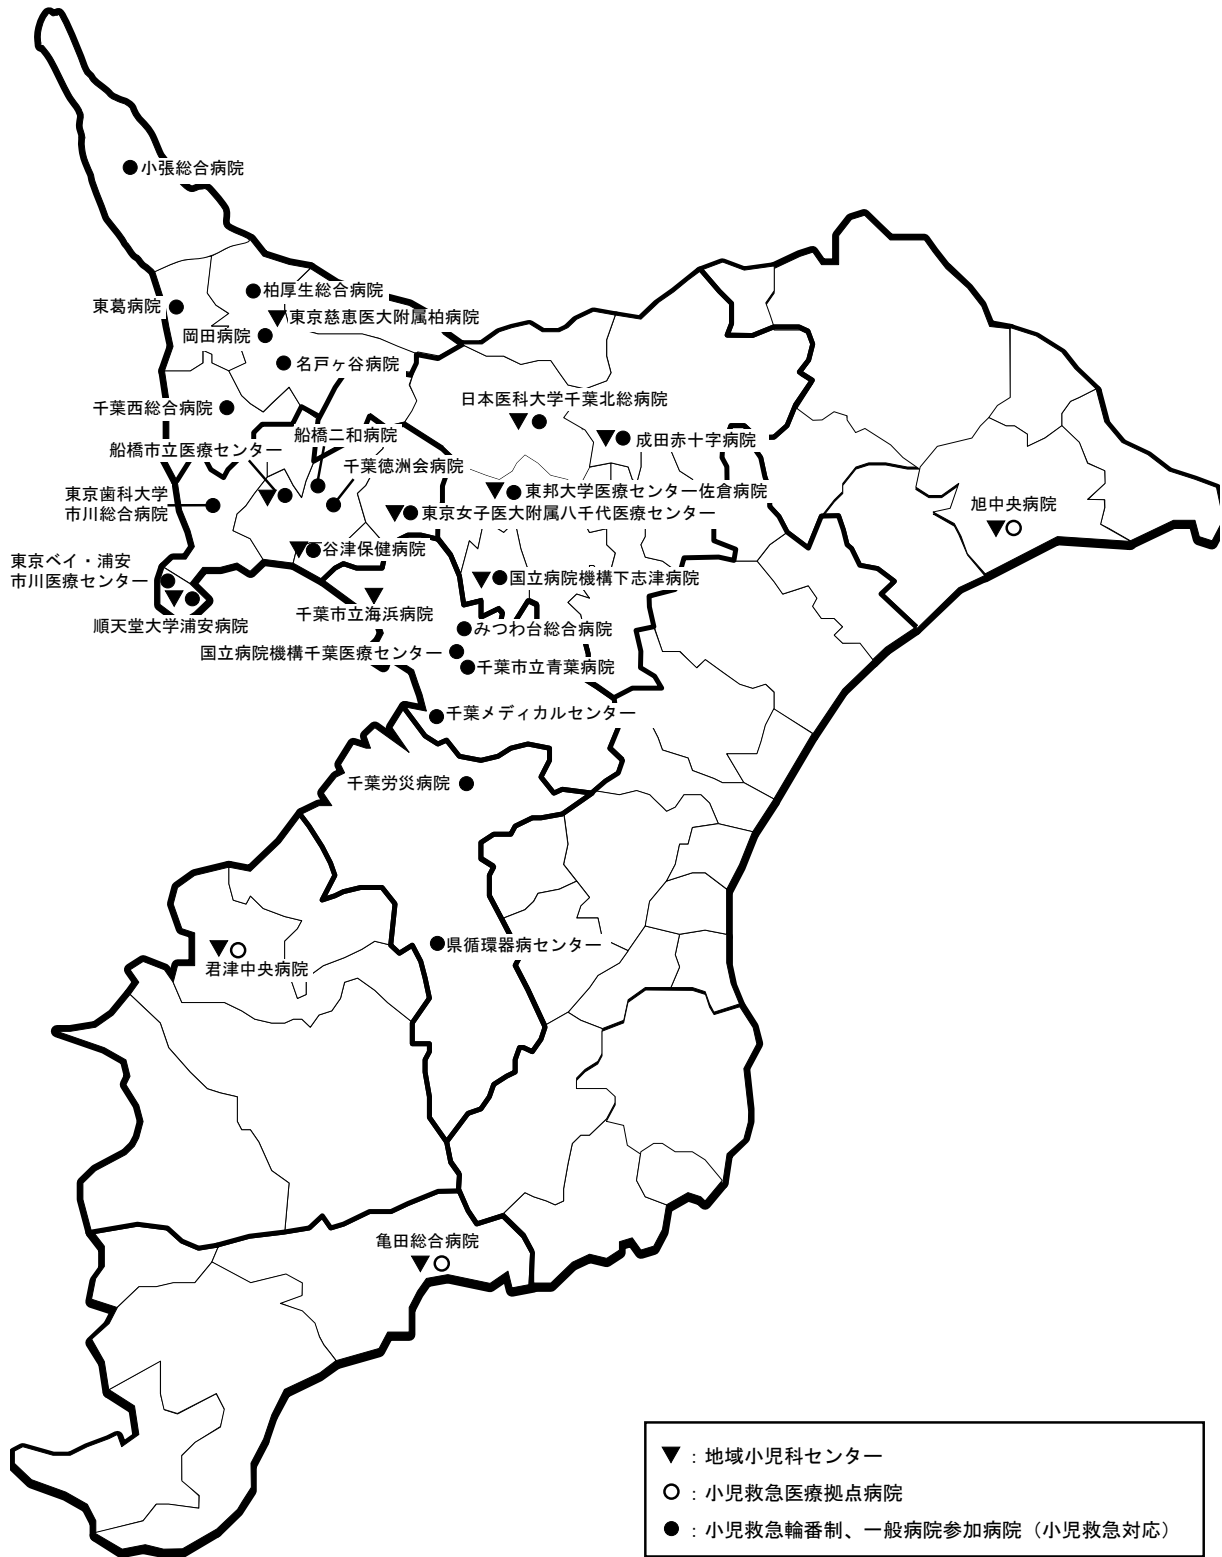 小張総合病院
柏厚生総合病院
東葛病院
東京慈恵医大附属柏病院
岡田病院
名戸ヶ谷病院
千葉西総合病院
日本医科大学千葉北総病院
船橋二和病院
成田赤十字病院
船橋市立医療センター
千葉徳洲会病院
東京歯科大学
市川総合病院
東邦大学医療センター佐倉病院
東京女子医大附属八千代医療センター
旭中央病院
谷津保健病院
東京ベイ・浦安
市川医療センター
国立病院機構下志津病院
千葉市立海浜病院
順天堂大学浦安病院
みつわ台総合病院
国立病院機構千葉医療センター
千葉市立青葉病院
千葉メディカルセンター
千葉労災病院
県循環器病センター
君津中央病院
亀田総合病院
▼：地域小児科センター
○：小児救急医療拠点病院
●：小児救急輪番制、一般病院参加病院（小児救急対応）